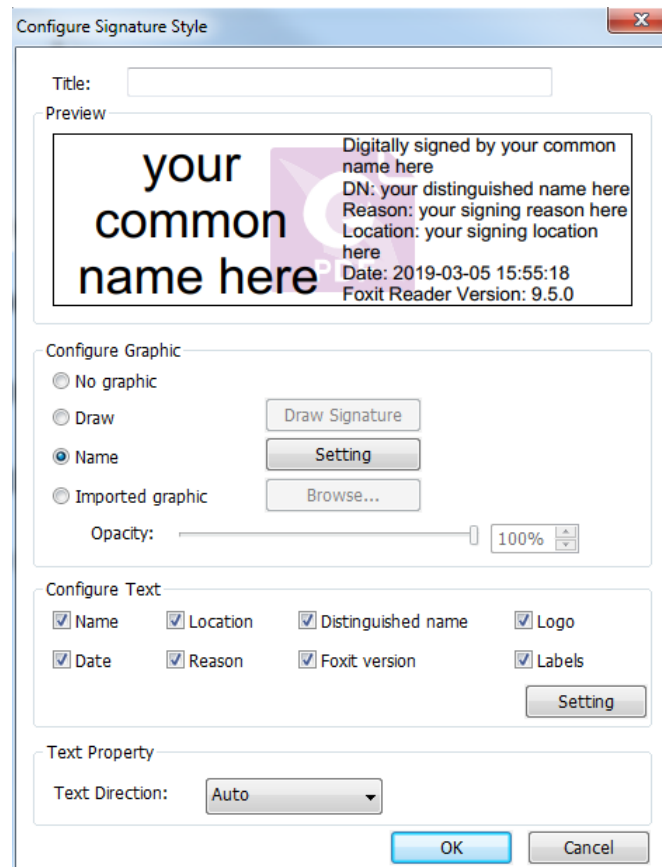 Configure Signature Style
Title:
Preview
your
common
name here
Digitally signed by your common
name here
DN: your distinguished name here
Reason: your signing reason here
Location: your signing location
here
Date: 2019-03-05 15:55:18
Foxit Reader Version: 9.5.0
PDF
Configure Graphic
No graphic
Draw Draw Signature
Name Setting
Imported graphic Browse...
Opacity: 100%
Configure Text
Name Location Distinguished name Logo
Date Reason Foxit version Labels
Setting
Text Property
Text Direction: Auto
OK Cancel